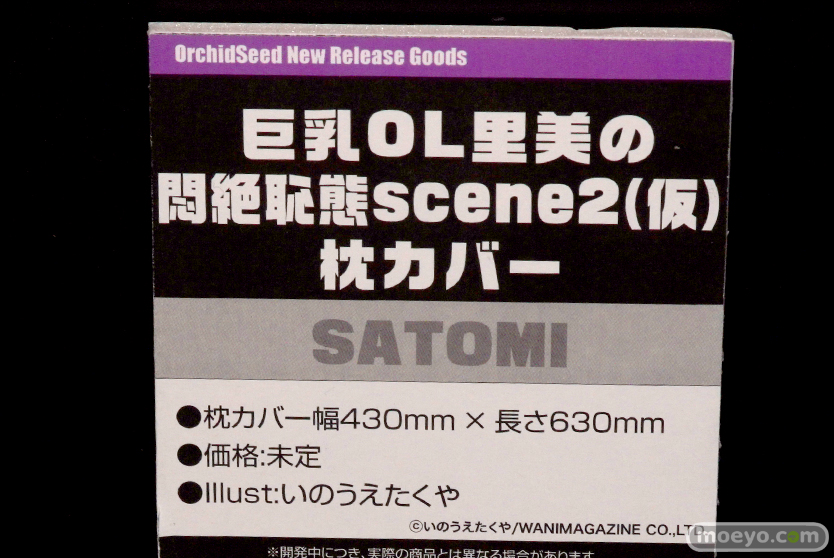 OrchidSeed New Release Goods
巨乳OL里美の
悶絶恥態scene2(仮)
枕カバー
SATOMI
●枕カバー幅430mm×長さ630mm
●価格:未定
●Illust:いのうえたくや
©いのうえたくや/WANIMAGAZINE CO.,LTD.
moeyo.com
※開発中につき、実際の商品とは異なる場合があります